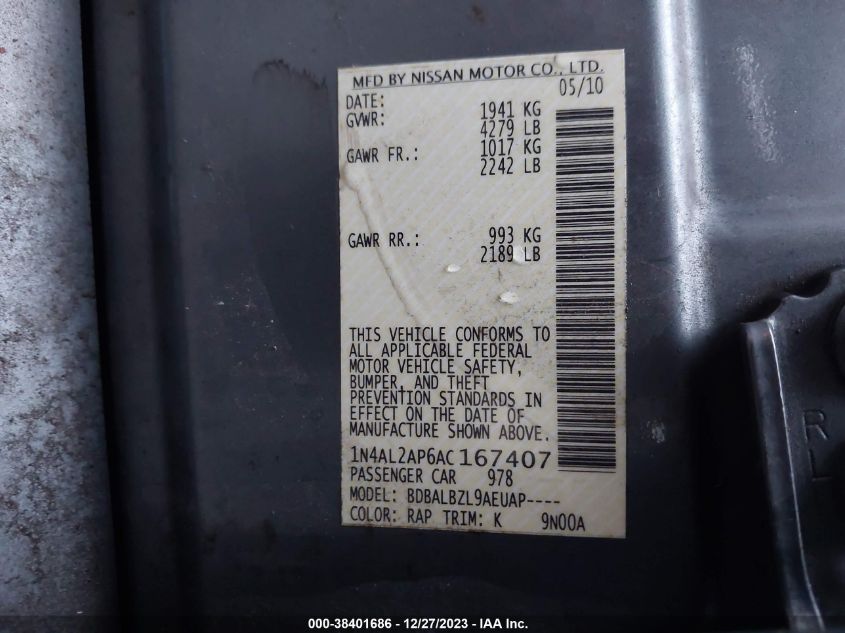 MFD BY NISSAN MOTOR CO., LTD.
DATE: 05/10
GVWR: 1941 KG
4279 LB
GAWR FR.: 1017 KG
2242 LB
GAWR RR.: 993 KG
2189 LB
THIS VEHICLE CONFORMS TO
ALL APPLICABLE FEDERAL
MOTOR VEHICLE SAFETY,
BUMPER, AND THEFT
PREVENTION STANDARDS IN
EFFECT ON THE DATE OF
MANUFACTURE SHOWN ABOVE.
1N4AL2AP6AC167407
PASSENGER CAR 978
MODEL: BDBALBZL9AEUAP----
COLOR: RAP TRIM: K 9N00A
R
L
000-38401686 - 12/27/2023 - IAA Inc.